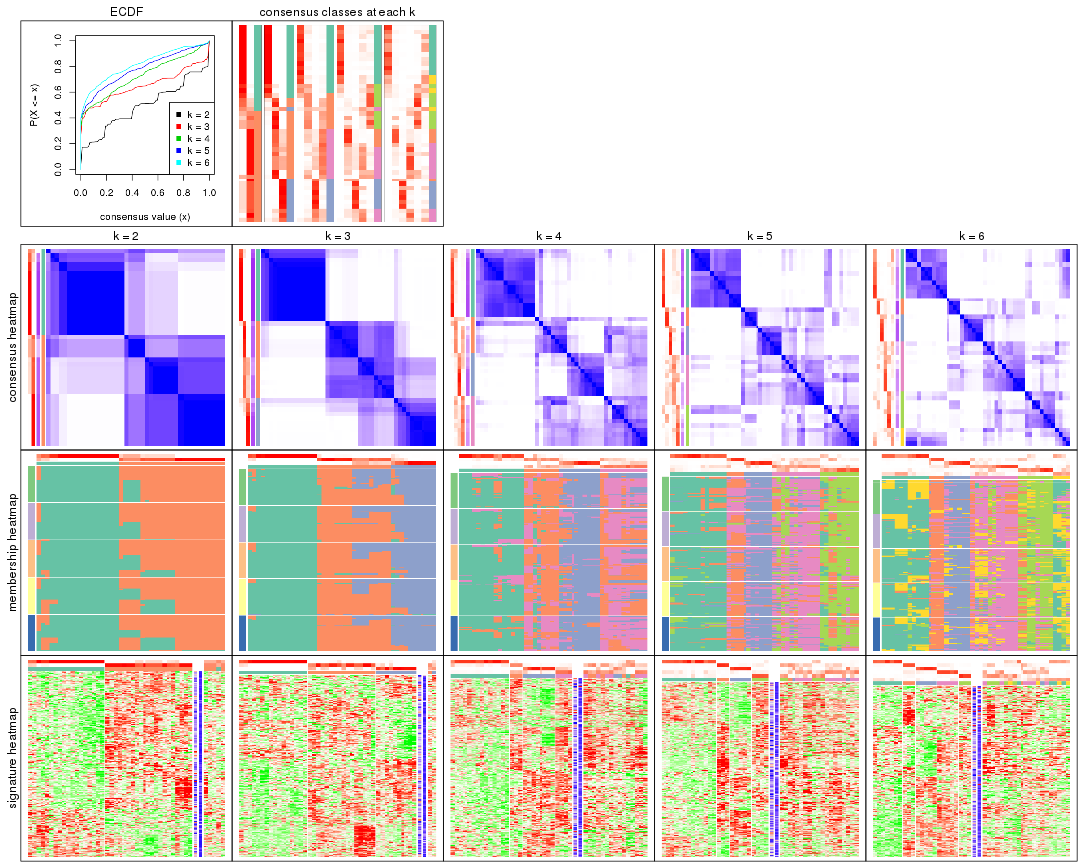 ECDF
consensus classes at each k
P(X <= x)
0.0 0.2 0.4 0.6 0.8 1.0
k = 2
k = 3
k = 4
k = 5
k = 6
0.0 0.2 0.4 0.6 0.8 1.0
consensus value (x)
k = 2 k = 3 k = 4 k = 5 k = 6
consensus heatmap
membership heatmap
signature heatmap